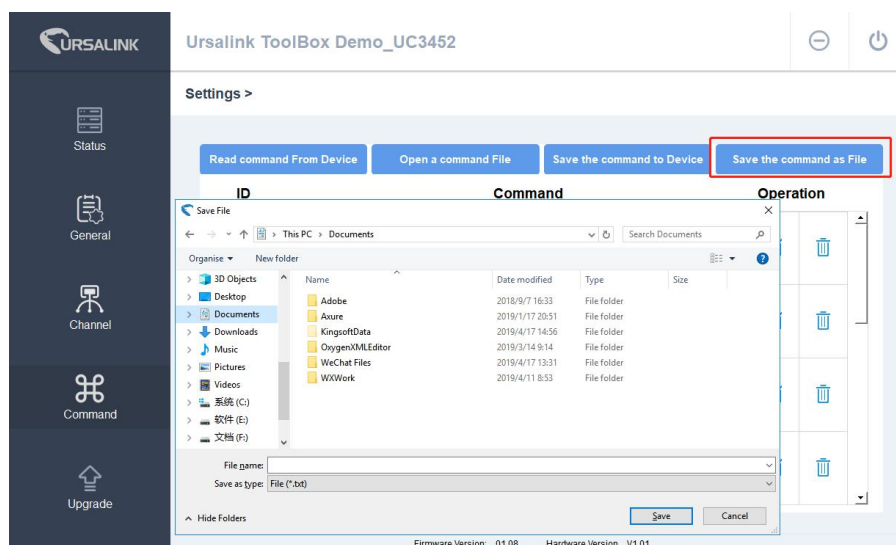 URSALINK
Ursalink ToolBox Demo_UC3452
Settings >
Status
General
Channel
Command
Upgrade
Read command From Device
Open a command File
Save the command to Device
Save the command as File
ID Command Operation
Save File
This PC > Documents
Search Documents
Organise New folder
3D Objects
Desktop
Documents
Downloads
Music
Pictures
Videos
系统 (C:)
软件 (E:)
文档 (F:)
Name Date modified Type Size
Adobe 2018/9/7 16:33 File folder
Axure 2019/1/17 20:51 File folder
KingsoftData 2019/4/17 14:56 File folder
OxygenXMLEditor 2019/3/14 9:14 File folder
WeChat Files 2019/4/17 13:31 File folder
WXWork 2019/4/11 8:53 File folder
File name:
Save as type: File (*.txt)
Hide Folders
Save
Cancel
Firmware Version: 01.08 Hardware Version V1.01